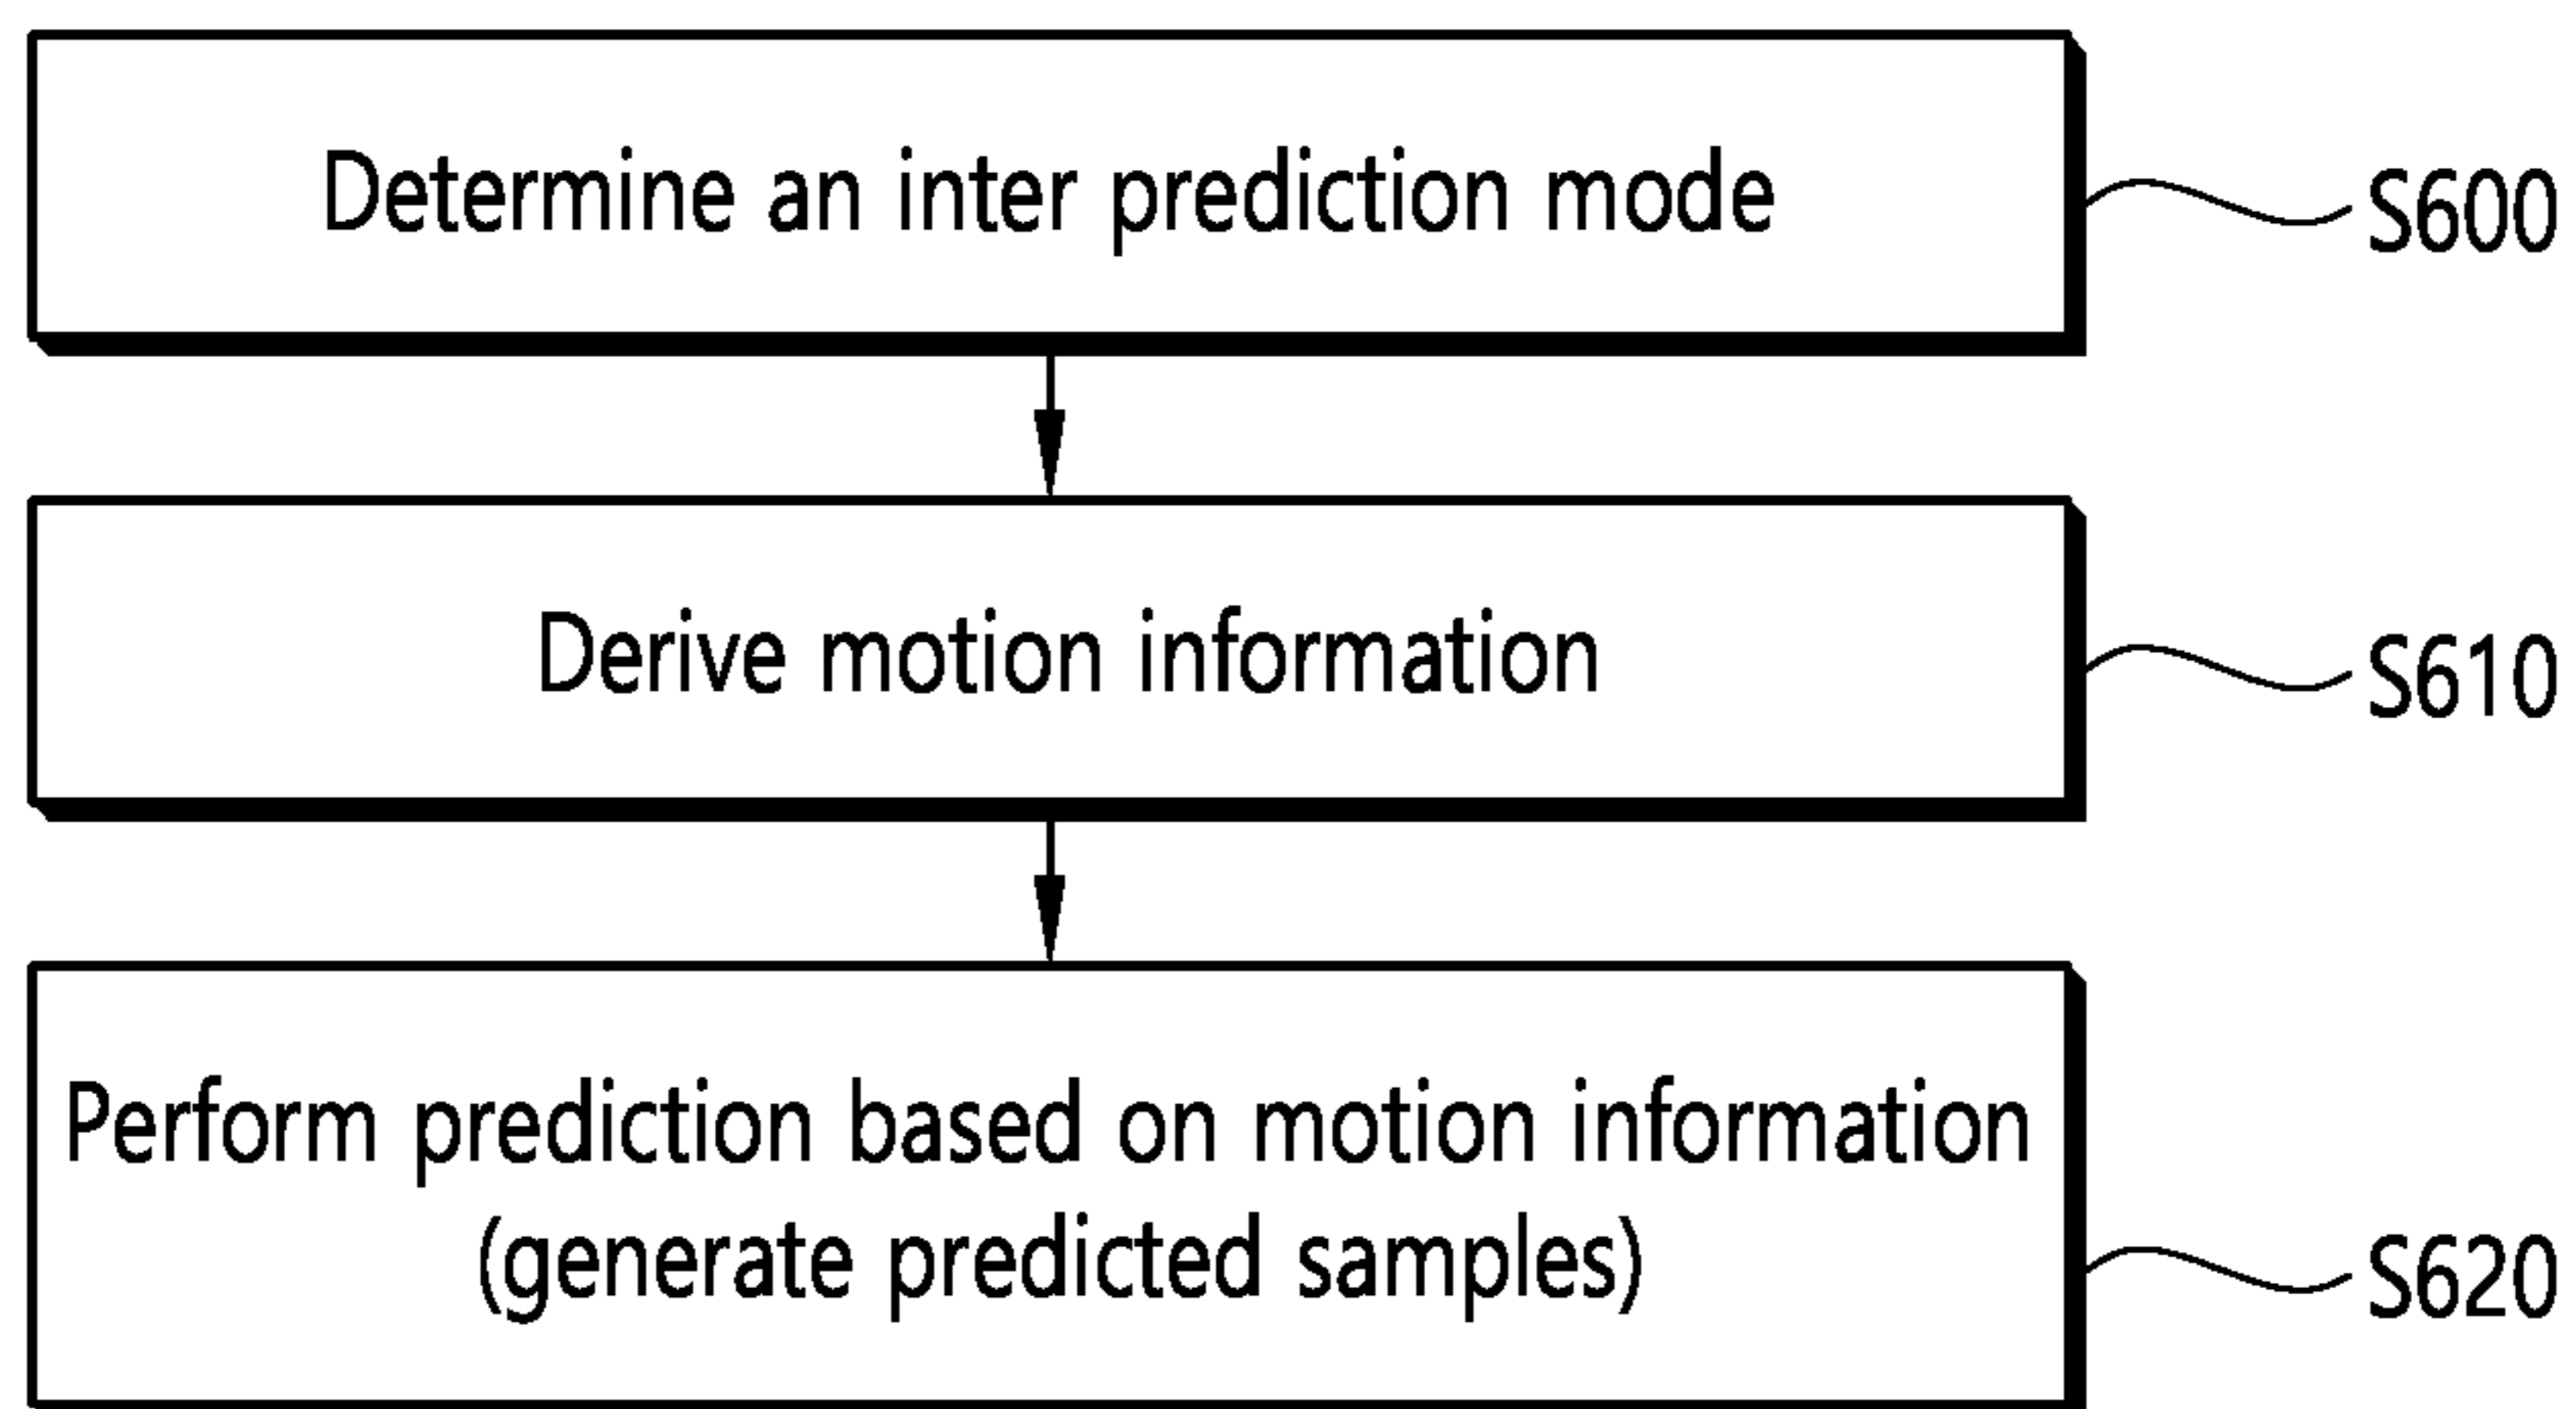 Determine an inter prediction mode
S600
Derive motion information
S610
Perform prediction based on motion information
(generate predicted samples)
S620